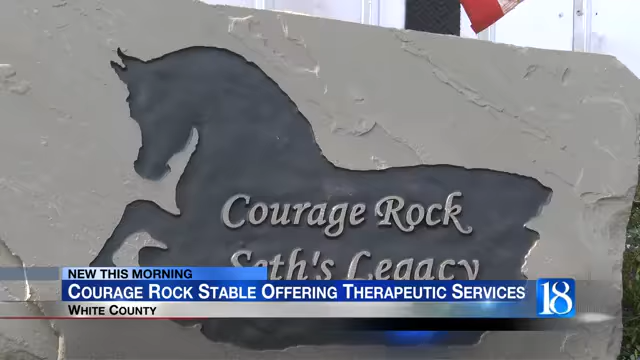 Courage Rock
Seth's Legacy
NEW THIS MORNING
COURAGE ROCK STABLE OFFERING THERAPEUTIC SERVICES
18
WHITE COUNTY